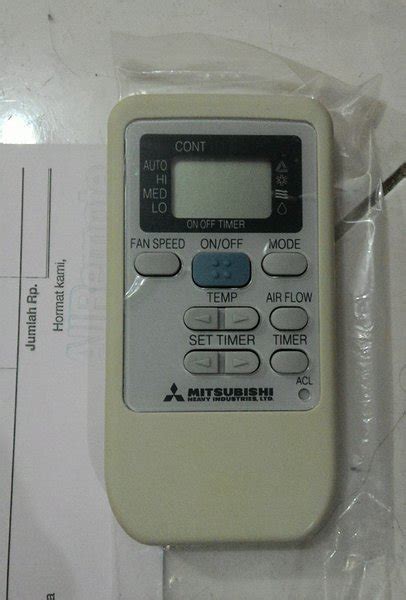 CONT
AUTO
HI
MED
LO
ON OFF TIMER
FAN SPEED ON/OFF MODE
TEMP AIR FLOW
SET TIMER TIMER
ACL
MITSUBISHI
HEAVY INDUSTRIES, LTD.
Jumlah Rp.
Hormat kami,